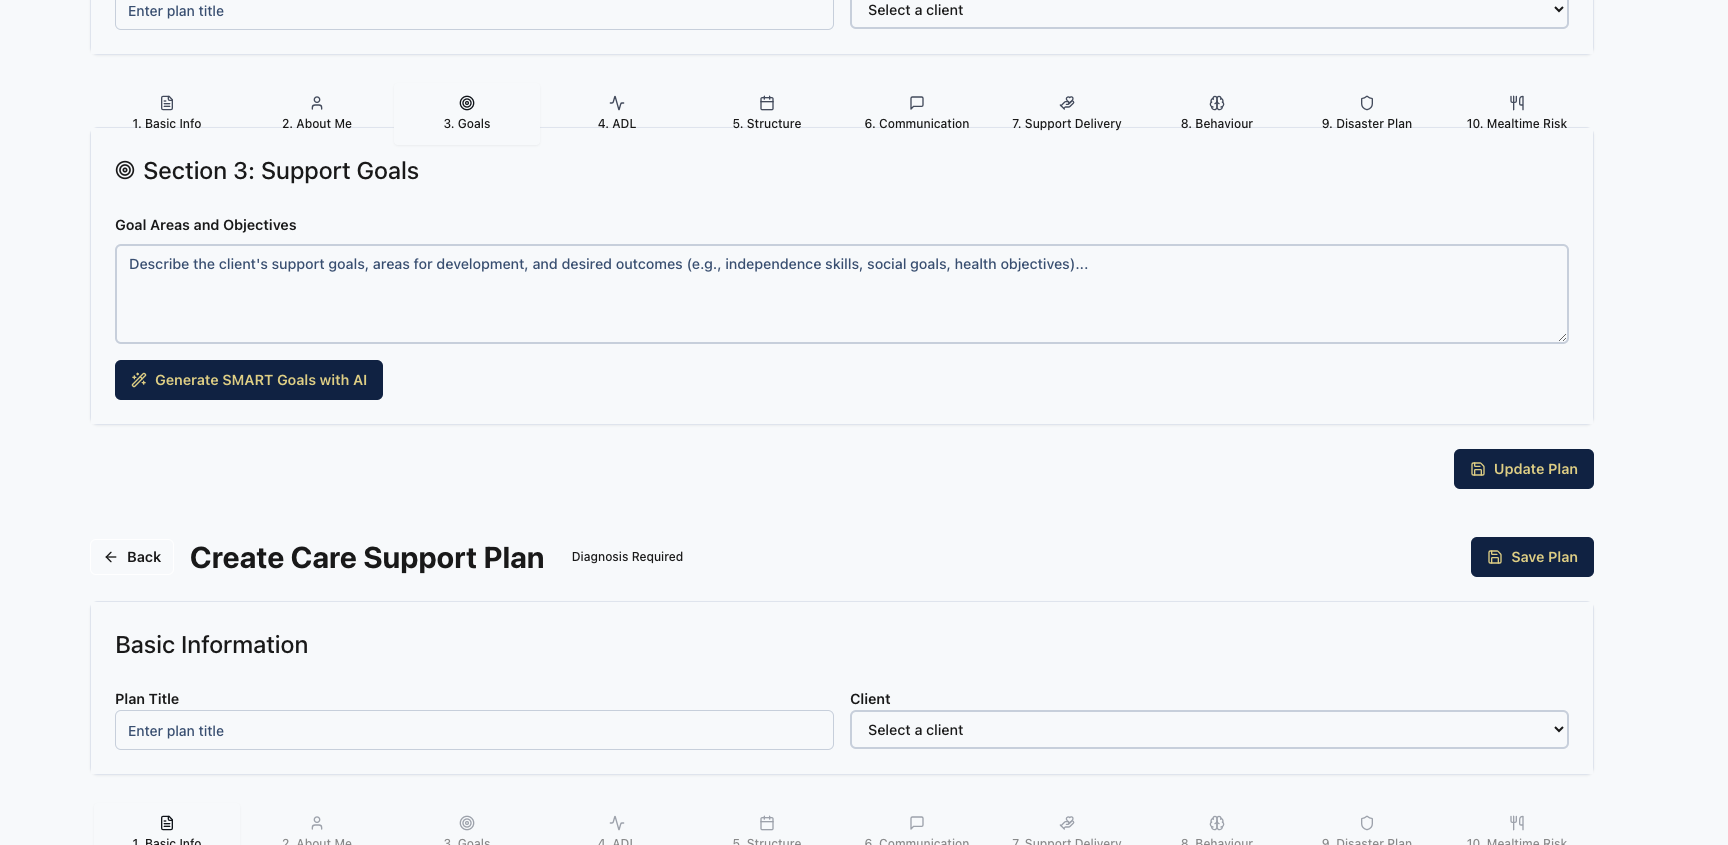 Enter plan title
Select a client
1. Basic Info
2. About Me
3. Goals
4. ADL
5. Structure
6. Communication
7. Support Delivery
8. Behaviour
9. Disaster Plan
10. Mealtime Risk
Section 3: Support Goals
Goal Areas and Objectives
Describe the client's support goals, areas for development, and desired outcomes (e.g., independence skills, social goals, health objectives)...
Generate SMART Goals with AI
Update Plan
Back
Create Care Support Plan
Diagnosis Required
Save Plan
Basic Information
Plan Title
Client
Enter plan title
Select a client
1. Basic Info
2. About Me
3. Goals
4. ADL
5. Structure
6. Communication
7. Support Delivery
8. Behaviour
9. Disaster Plan
10. Mealtime Risk